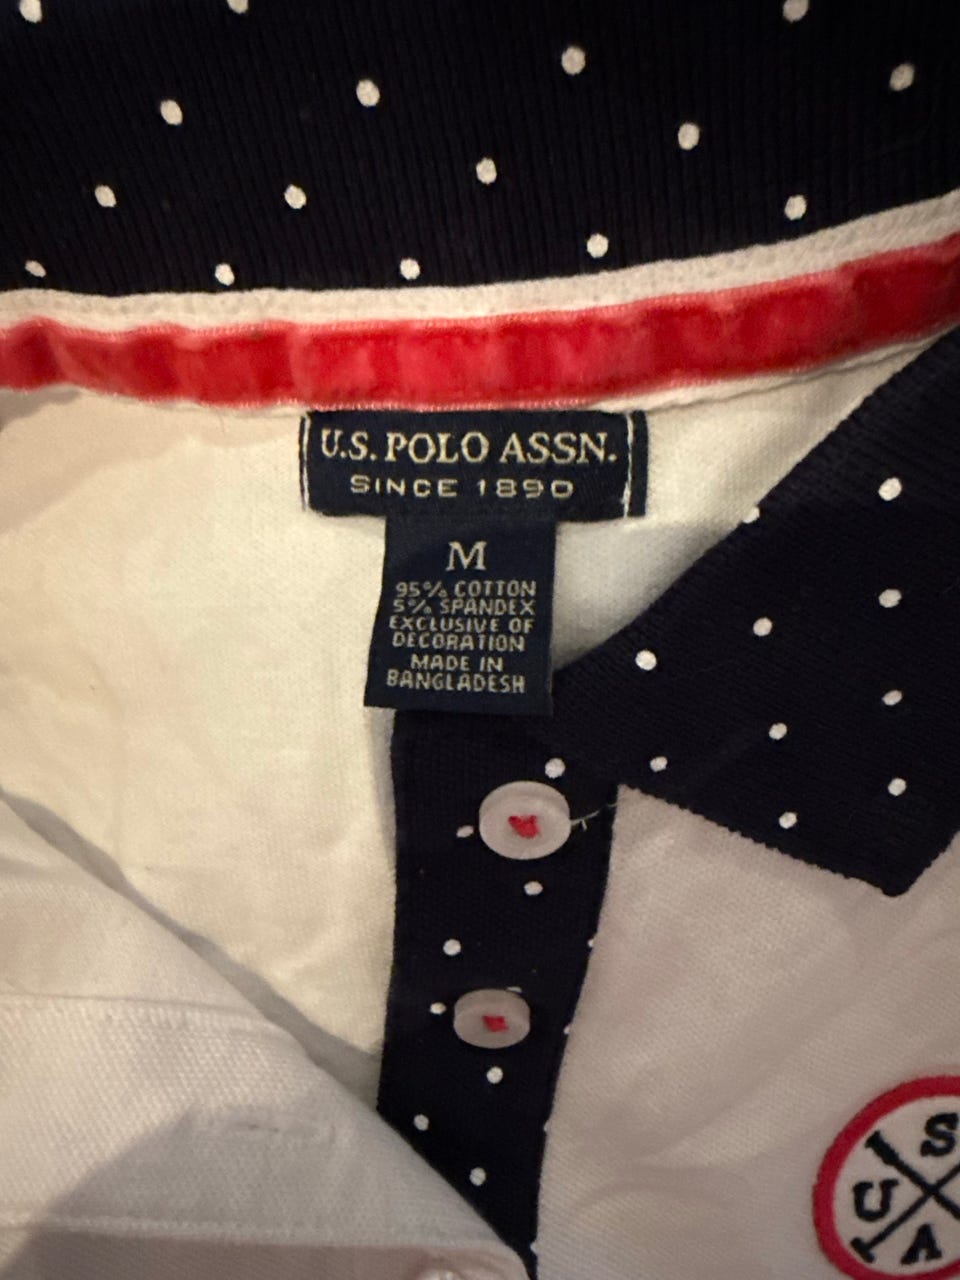 U.S. POLO ASSN.
SINCE 1890
M
95% COTTON
5% SPANDEX
EXCLUSIVE OF
DECORATION
MADE IN
BANGLADESH
S
U
A